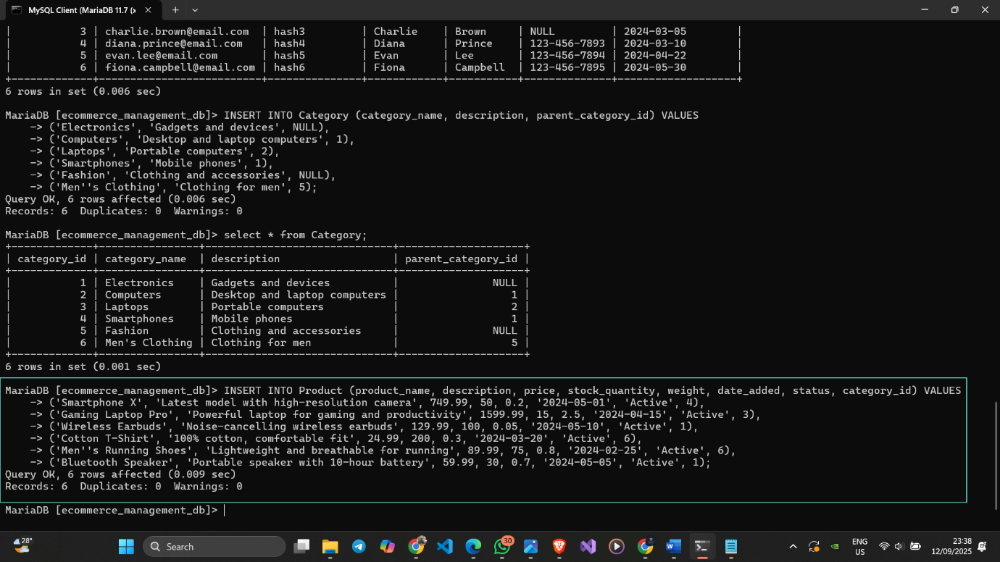 MySQL Client (MariaDB 11.7 (x
|           3 | charlie.brown@email.com  | hash3         | Charlie    | Brown     | NULL         | 2024-03-05        |
|           4 | diana.prince@email.com   | hash4         | Diana      | Prince    | 123-456-7893 | 2024-03-10        |
|           5 | evan.lee@email.com       | hash5         | Evan       | Lee       | 123-456-7894 | 2024-04-22        |
|           6 | fiona.campbell@email.com | hash6         | Fiona      | Campbell  | 123-456-7895 | 2024-05-30        |
+-------------+--------------------------+---------------+------------+-----------+--------------+-------------------+
6 rows in set (0.006 sec)
MariaDB [ecommerce_management_db]> INSERT INTO Category (category_name, description, parent_category_id) VALUES
    -> ('Electronics', 'Gadgets and devices', NULL),
    -> ('Computers', 'Desktop and laptop computers', 1),
    -> ('Laptops', 'Portable computers', 2),
    -> ('Smartphones', 'Mobile phones', 1),
    -> ('Fashion', 'Clothing and accessories', NULL),
    -> ('Men''s Clothing', 'Clothing for men', 5);
Query OK, 6 rows affected (0.006 sec)
Records: 6  Duplicates: 0  Warnings: 0
MariaDB [ecommerce_management_db]> select * from Category;
+-------------+----------------+------------------------------+--------------------+
| category_id | category_name  | description                  | parent_category_id |
+-------------+----------------+------------------------------+--------------------+
|           1 | Electronics    | Gadgets and devices          |               NULL |
|           2 | Computers      | Desktop and laptop computers |                  1 |
|           3 | Laptops        | Portable computers           |                  2 |
|           4 | Smartphones    | Mobile phones                |                  1 |
|           5 | Fashion        | Clothing and accessories     |               NULL |
|           6 | Men's Clothing | Clothing for men             |                  5 |
+-------------+----------------+------------------------------+--------------------+
6 rows in set (0.001 sec)
MariaDB [ecommerce_management_db]> INSERT INTO Product (product_name, description, price, stock_quantity, weight, date_added, status, category_id) VALUES
    -> ('Smartphone X', 'Latest model with high-resolution camera', 749.99, 50, 0.2, '2024-05-01', 'Active', 4),
    -> ('Gaming Laptop Pro', 'Powerful laptop for gaming and productivity', 1599.99, 15, 2.5, '2024-04-15', 'Active', 3),
    -> ('Wireless Earbuds', 'Noise-cancelling wireless earbuds', 129.99, 100, 0.05, '2024-05-10', 'Active', 1),
    -> ('Cotton T-Shirt', '100% cotton, comfortable fit', 24.99, 200, 0.3, '2024-03-20', 'Active', 6),
    -> ('Men''s Running Shoes', 'Lightweight and breathable for running', 89.99, 75, 0.8, '2024-02-25', 'Active', 6),
    -> ('Bluetooth Speaker', 'Portable speaker with 10-hour battery', 59.99, 30, 0.7, '2024-05-05', 'Active', 1);
Query OK, 6 rows affected (0.009 sec)
Records: 6  Duplicates: 0  Warnings: 0
MariaDB [ecommerce_management_db]>
28°
Search
30
ENG
US
23:38
12/09/2025